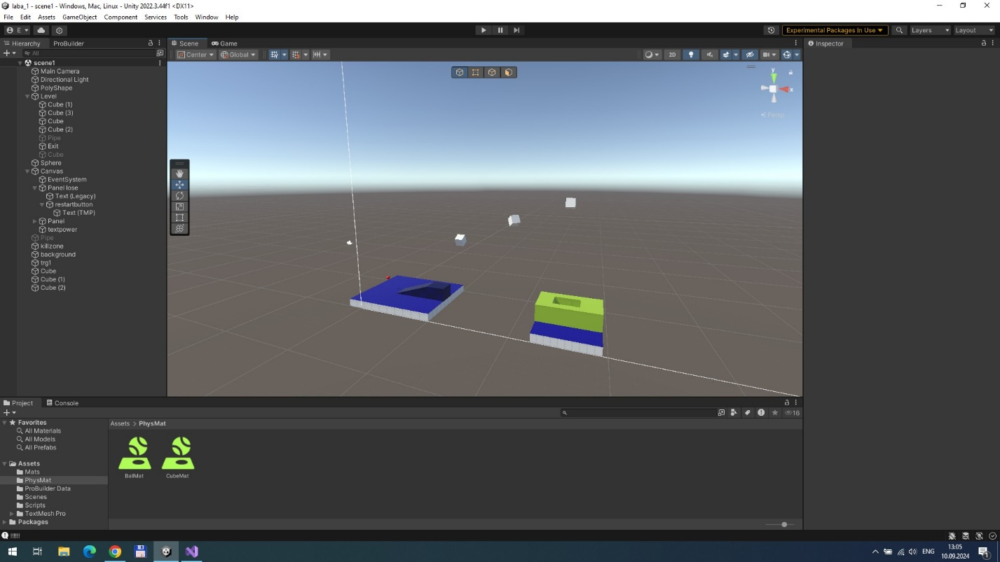 laba_1 - scene1 - Windows, Mac, Linux - Unity 2022.3.44f1 <DX11>
File Edit Assets GameObject Component Services Tools Window Help
E Experimental Packages In Use Layers Layout
Hierarchy ProBuilder Scene Game Inspector
All Center Global 2D
scene1
Main Camera
Directional Light
PolyShape
Level
Cube (1)
Cube (3)
Cube
Cube (2)
Pipe
Exit
Cube
Sphere
Canvas
EventSystem
Panel lose
Text (Legacy)
restartbutton
Text (TMP)
Panel
textpower
Pipe
killzone
background
trg1
Cube
Cube (1)
Cube (2)
y
x
Persp
Project Console
16
Favorites
All Materials
All Models
All Prefabs
Assets
Mats
PhysMat
ProBuilder Data
Scenes
Scripts
TextMesh Pro
Packages
Assets > PhysMat
BallMat CubeMat
!!!!!!
ENG
13:05
10.09.2024
1